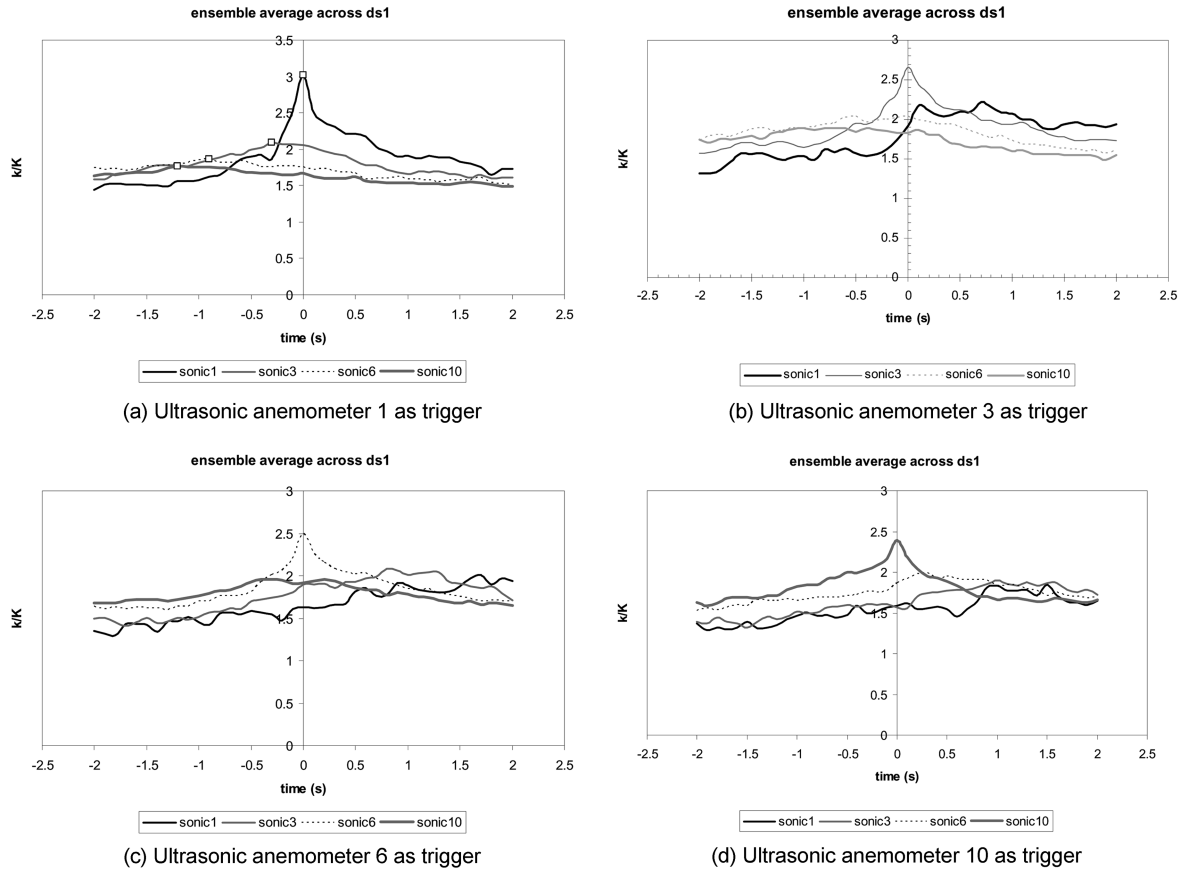 ensemble average across ds1
3.5
3
2.5
2
1.5
1
0.5
0
k/K
-2.5 -2 -1.5 -1 -0.5 0 0.5 1 1.5 2 2.5
time (s)
sonic1 sonic3 sonic6 sonic10
(a) Ultrasonic anemometer 1 as trigger
ensemble average across ds1
3
2.5
2
1.5
1
0.5
0
k/K
-2.5 -2 -1.5 -1 -0.5 0 0.5 1 1.5 2 2.5
time (s)
sonic1 sonic3 sonic6 sonic10
(b) Ultrasonic anemometer 3 as trigger
ensemble average across ds1
3
2.5
2
1.5
1
0.5
0
k/K
-2.5 -2 -1.5 -1 -0.5 0 0.5 1 1.5 2 2.5
time (s)
sonic1 sonic3 sonic6 sonic10
(c) Ultrasonic anemometer 6 as trigger
ensemble average across ds1
3
2.5
2
1.5
1
0.5
0
k/K
-2.5 -2 -1.5 -1 -0.5 0 0.5 1 1.5 2 2.5
time (s)
sonic1 sonic3 sonic6 sonic10
(d) Ultrasonic anemometer 10 as trigger